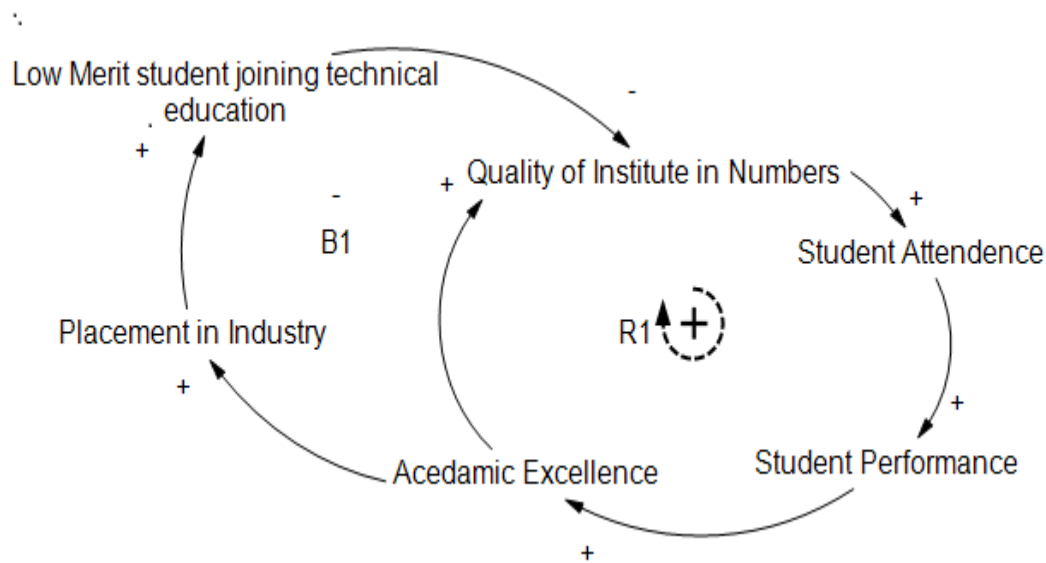 Low Merit student joining technical
education
+
-
Quality of Institute in Numbers
+
-
B1
+
Student Attendence
Placement in Industry
R1 +
+
+
Acedamic Excellence
Student Performance
+